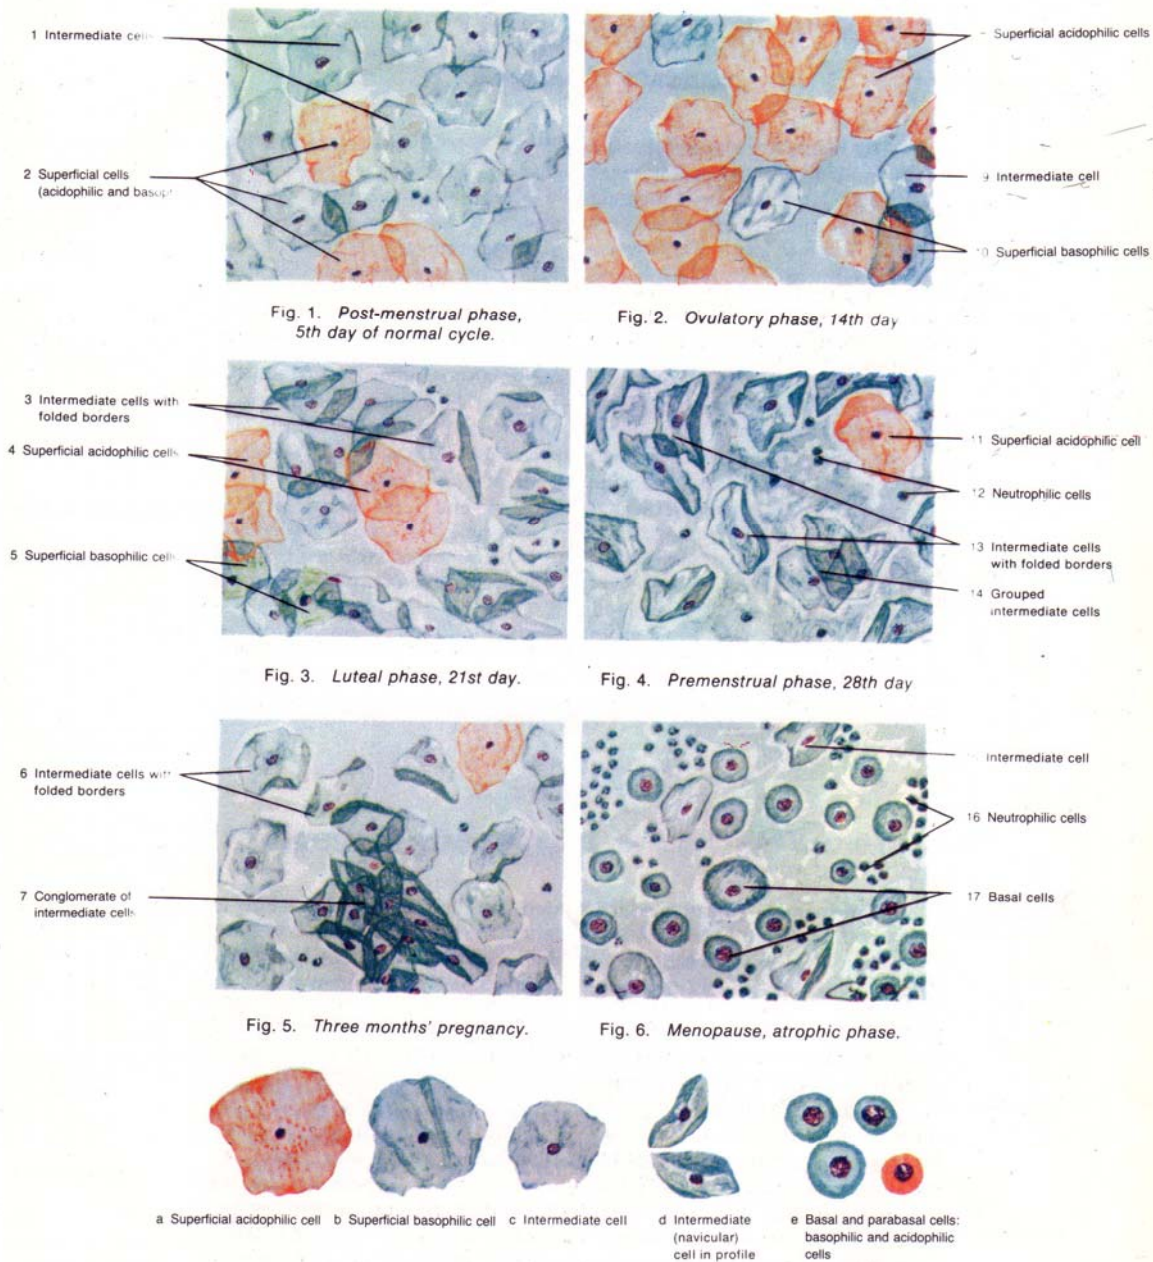 1 Intermediate cells
2 Superficial cells
(acidophilic and basop
Superficial acidophilic cells
9 Intermediate cell
10 Superficial basophilic cells
Fig. 1. Post-menstrual phase,
5th day of normal cycle.
Fig. 2. Ovulatory phase, 14th day
3 Intermediate cells with
folded borders
4 Superficial acidophilic cells
5 Superficial basophilic cell
11 Superficial acidophilic cell
12 Neutrophilic cells
13 Intermediate cells
with folded borders
14 Grouped
intermediate cells
Fig. 3. Luteal phase, 21st day.
Fig. 4. Premenstrual phase, 28th day
6 Intermediate cells with
folded borders
7 Conglomerate of
intermediate cells
Intermediate cell
16 Neutrophilic cells
17 Basal cells
Fig. 5. Three months' pregnancy.
Fig. 6. Menopause, atrophic phase.
a Superficial acidophilic cell
b Superficial basophilic cell
c Intermediate cell
d Intermediate
(navicular)
cell in profile
e Basal and parabasal cells:
basophilic and acidophilic
cells